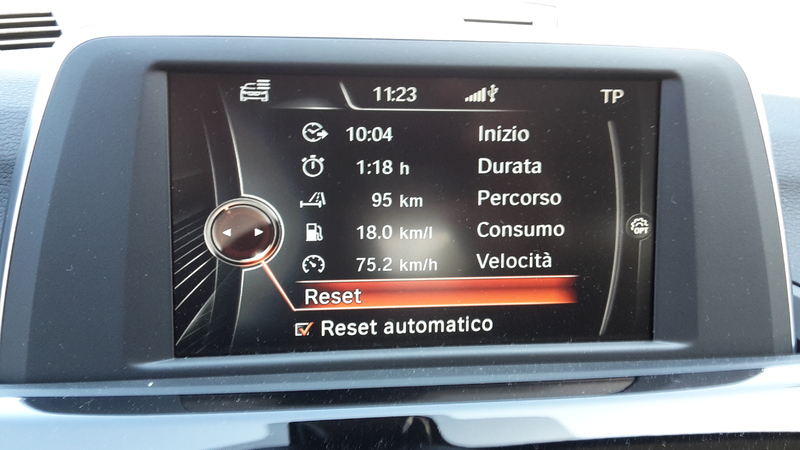 11:23 TP
10:04 Inizio
1:18 h Durata
95 km Percorso
18.0 km/l Consumo
75.2 km/h Velocità
OPT
Reset
Reset automatico